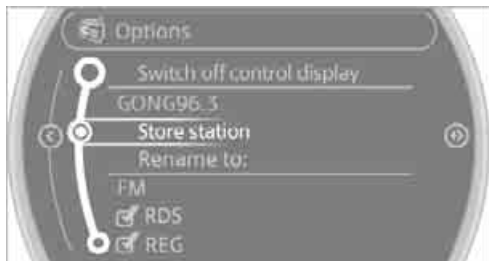 Options
Switch off control display
GONG96.3
Store station
Rename to:
FM
RDS
REG